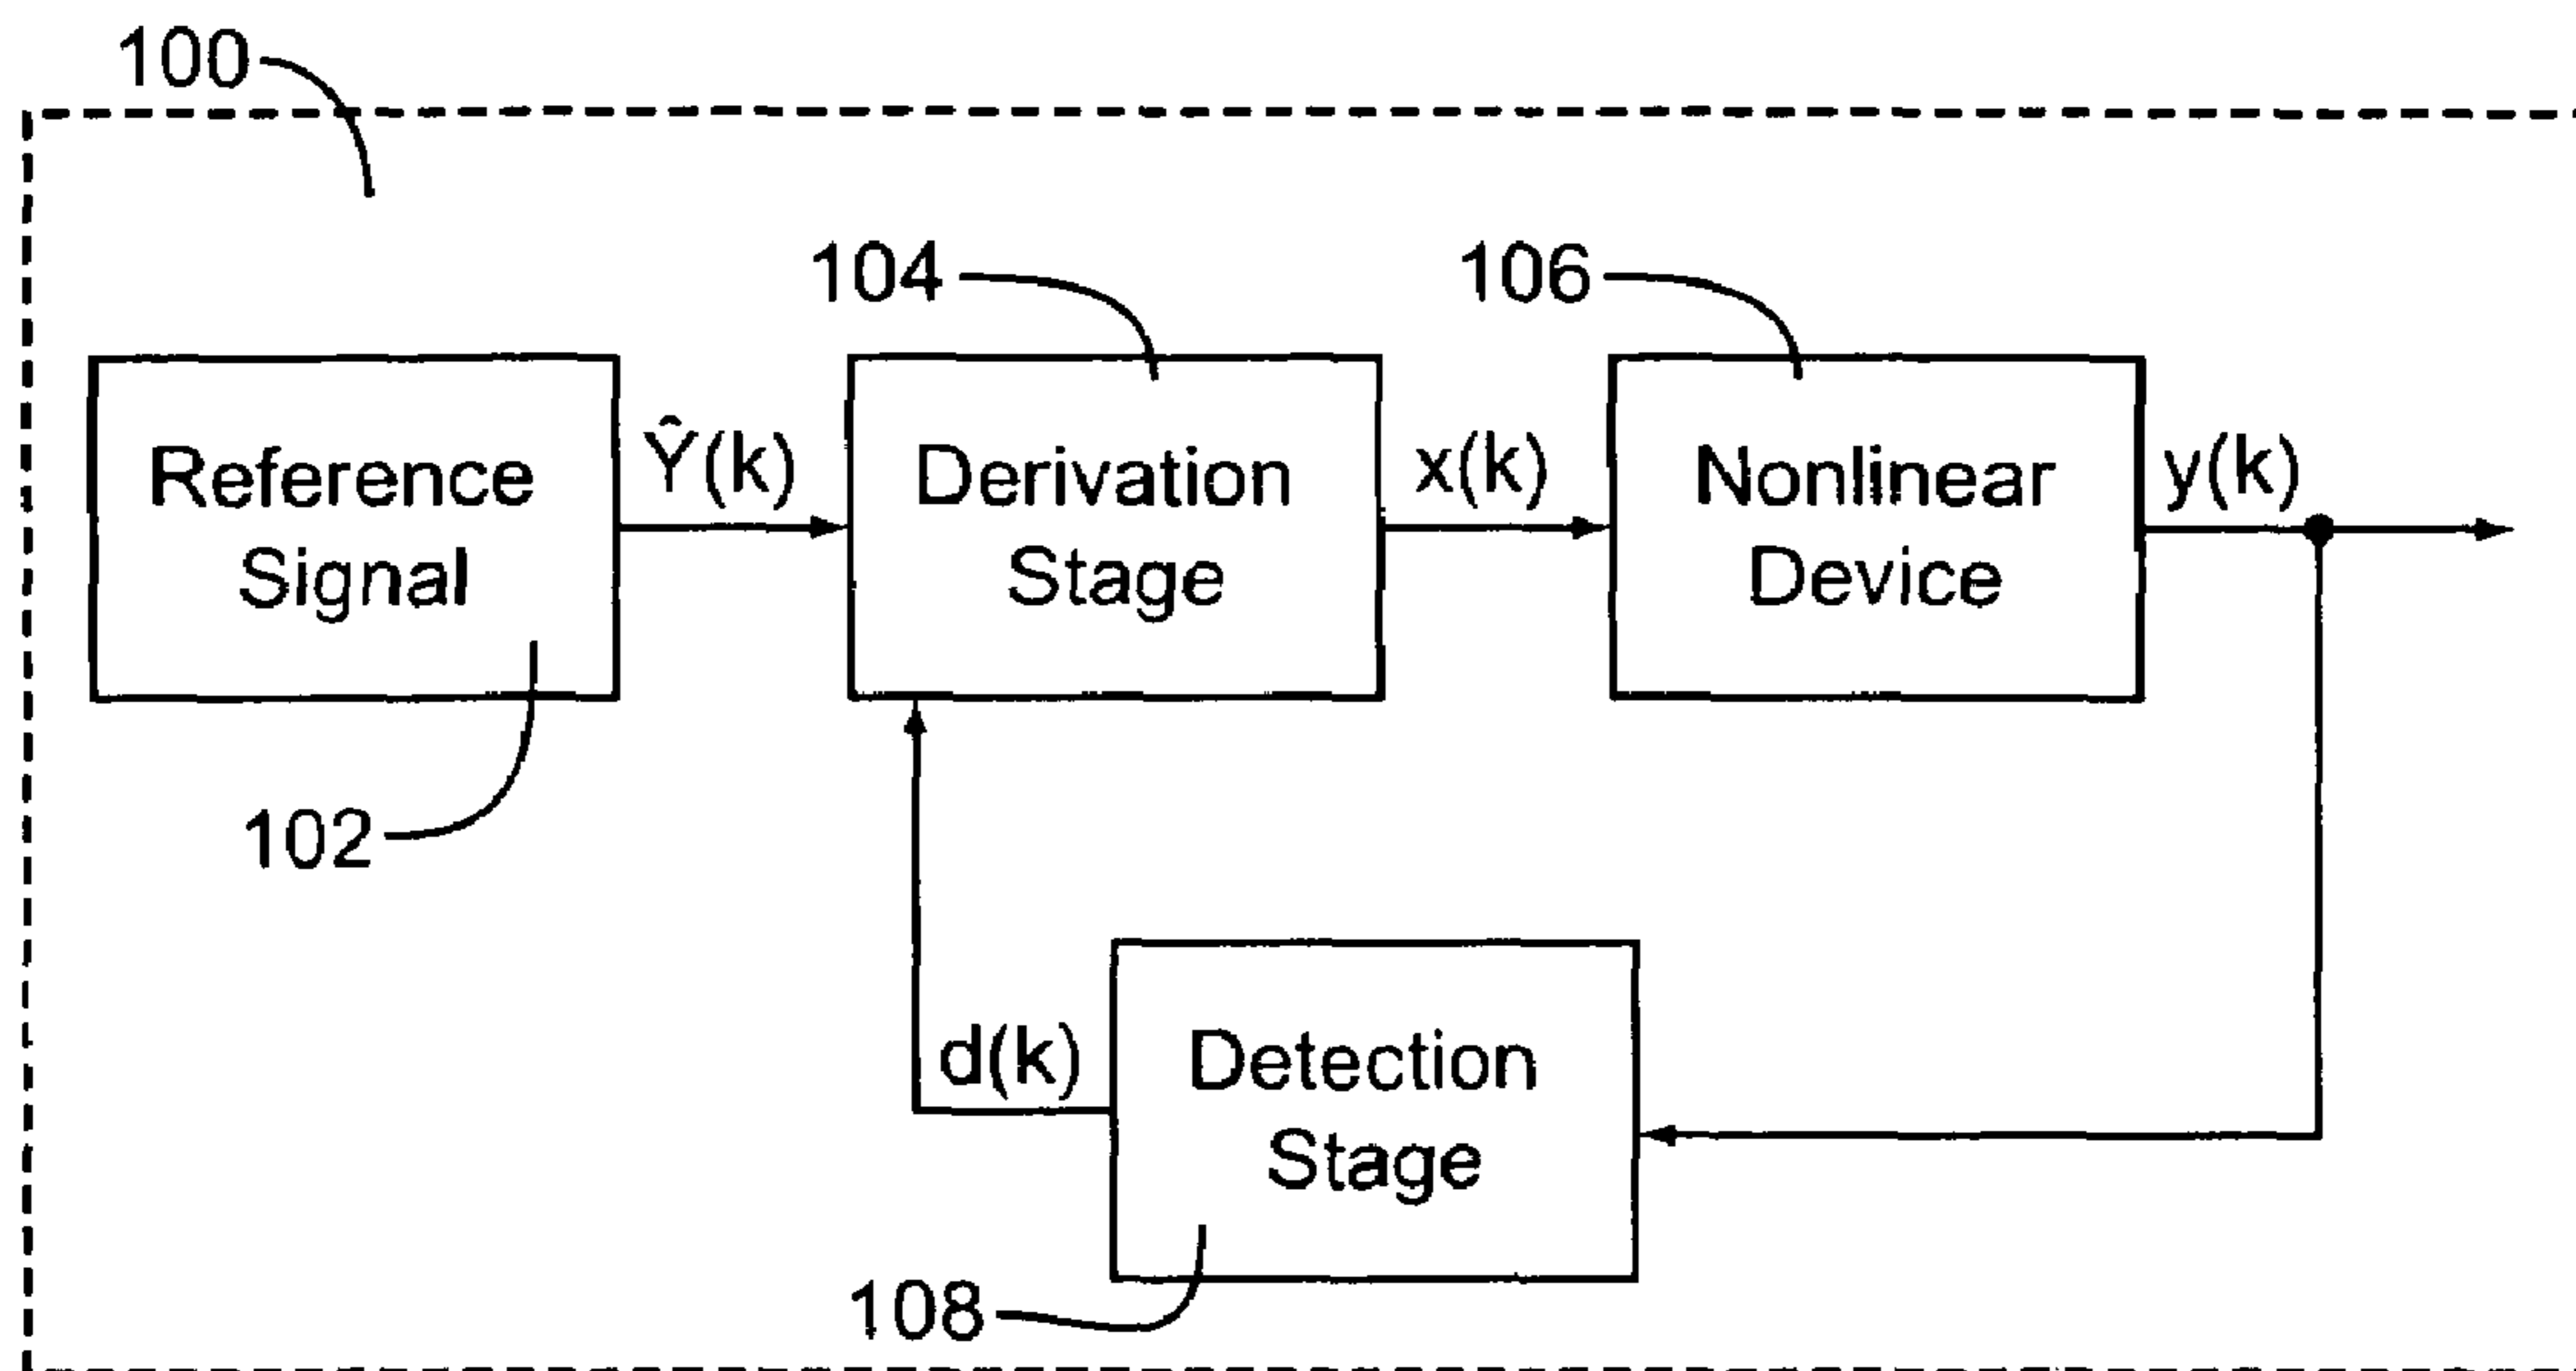 100
104
106
Reference
Signal
Ŷ(k)
Derivation
Stage
x(k)
Nonlinear
Device
y(k)
102
d(k)
Detection
Stage
108